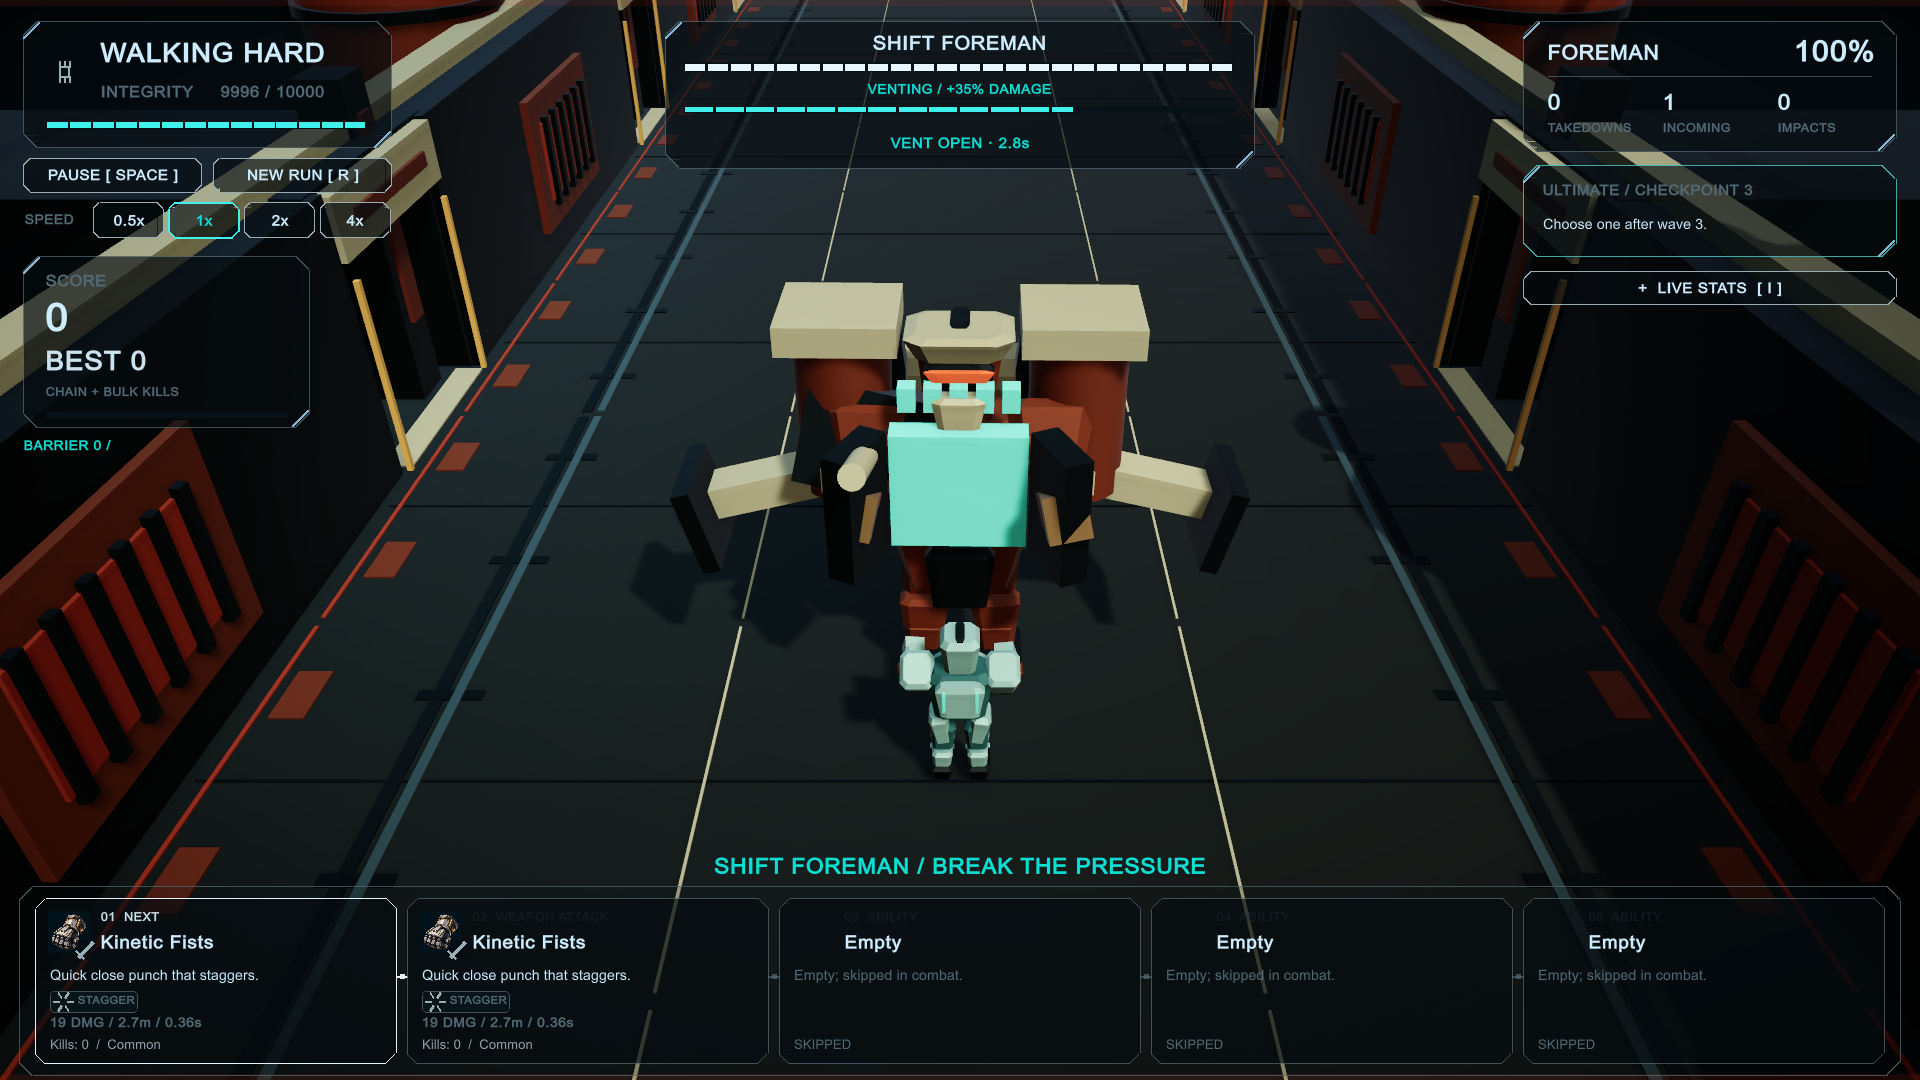 WALKING HARD
INTEGRITY 9996 / 10000
PAUSE [ SPACE ]
NEW RUN [ R ]
SPEED 0.5x 1x 2x 4x
SCORE
0
BEST 0
CHAIN + BULK KILLS
BARRIER 0 /
SHIFT FOREMAN
VENTING / +35% DAMAGE
VENT OPEN · 2.8s
FOREMAN 100%
0 1 0
TAKEDOWNS INCOMING IMPACTS
ULTIMATE / CHECKPOINT 3
Choose one after wave 3.
+ LIVE STATS [ I ]
SHIFT FOREMAN / BREAK THE PRESSURE
01 NEXT
Kinetic Fists
Quick close punch that staggers.
STAGGER
19 DMG / 2.7m / 0.36s
Kills: 0 / Common
02 WEAPON ATTACK
Kinetic Fists
Quick close punch that staggers.
STAGGER
19 DMG / 2.7m / 0.36s
Kills: 0 / Common
03 ABILITY
Empty
Empty; skipped in combat.
SKIPPED
04 ABILITY
Empty
Empty; skipped in combat.
SKIPPED
05 ABILITY
Empty
Empty; skipped in combat.
SKIPPED